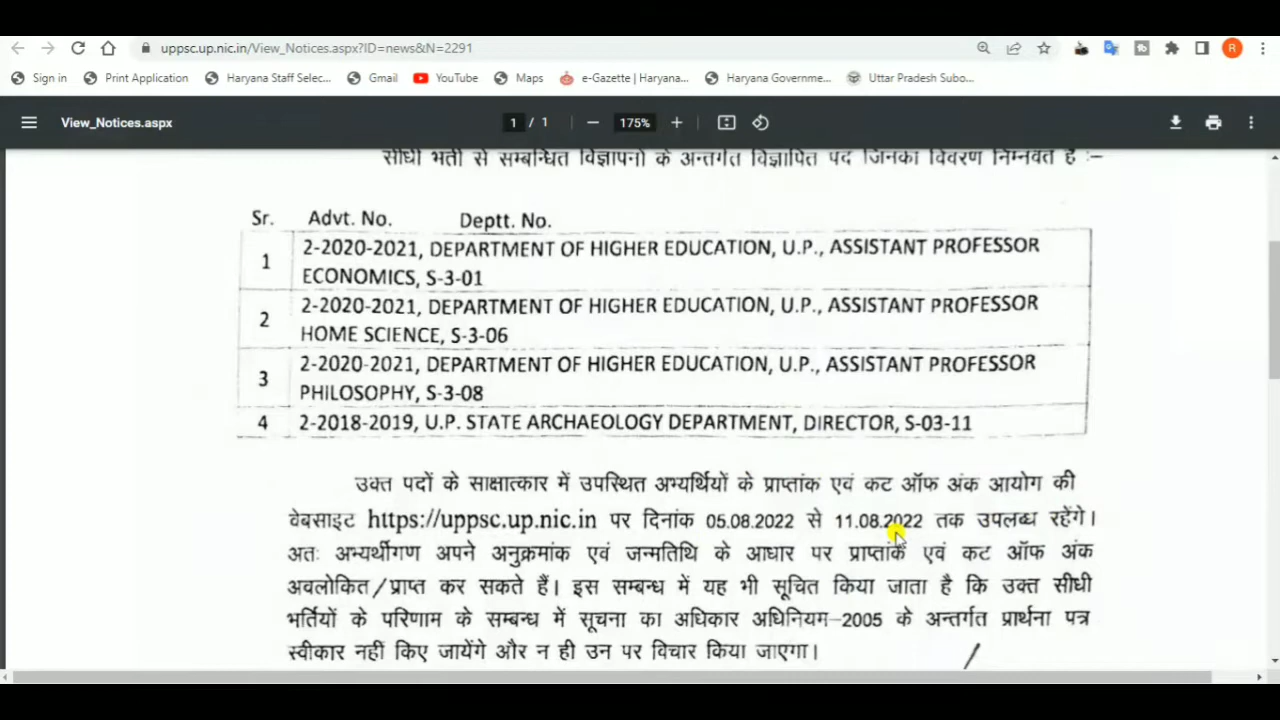 uppsc.up.nic.in/View_Notices.aspx?ID=news&N=2291
R
Sign in Print Application Haryana Staff Selec... Gmail YouTube Maps e-Gazette | Haryana... Haryana Governme... Uttar Pradesh Subo...
View_Notices.aspx 1 / 1 175%
सीधी भर्ती से सम्बन्धित विज्ञापनों के अन्तर्गत विज्ञापित पद जिनका विवरण निम्नवत है :–
Sr. Advt. No. Deptt. No.
1 2-2020-2021, DEPARTMENT OF HIGHER EDUCATION, U.P., ASSISTANT PROFESSOR
ECONOMICS, S-3-01
2 2-2020-2021, DEPARTMENT OF HIGHER EDUCATION, U.P., ASSISTANT PROFESSOR
HOME SCIENCE, S-3-06
3 2-2020-2021, DEPARTMENT OF HIGHER EDUCATION, U.P., ASSISTANT PROFESSOR
PHILOSOPHY, S-3-08
4 2-2018-2019, U.P. STATE ARCHAEOLOGY DEPARTMENT, DIRECTOR, S-03-11
उक्त पदों के साक्षात्कार में उपस्थित अभ्यर्थियों के प्राप्तांक एवं कट ऑफ अंक आयोग की
वेबसाइट https://uppsc.up.nic.in पर दिनांक 05.08.2022 से 11.08.2022 तक उपलब्ध रहेंगे।
अतः अभ्यर्थीगण अपने अनुक्रमांक एवं जन्मतिथि के आधार पर प्राप्तांक एवं कट ऑफ अंक
अवलोकित/प्राप्त कर सकते हैं। इस सम्बन्ध में यह भी सूचित किया जाता है कि उक्त सीधी
भर्तियों के परिणाम के सम्बन्ध में सूचना का अधिकार अधिनियम–2005 के अन्तर्गत प्रार्थना पत्र
स्वीकार नहीं किए जायेंगे और न ही उन पर विचार किया जाएगा।